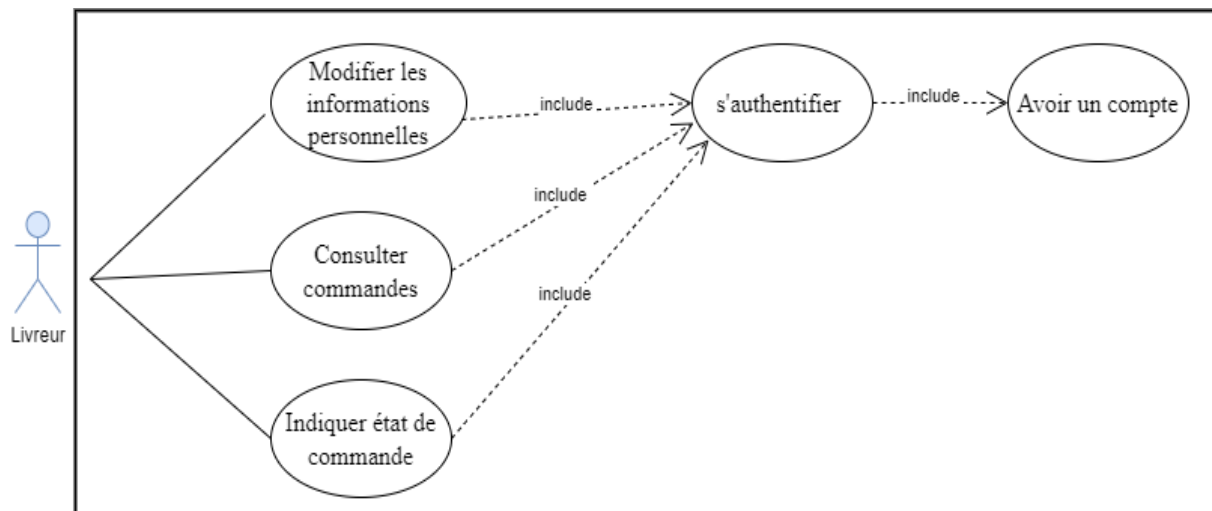 Modifier les
informations
personnelles
include
s'authentifier
include
Avoir un compte
include
Consulter
commandes
include
Livreur
Indiquer état de
commande